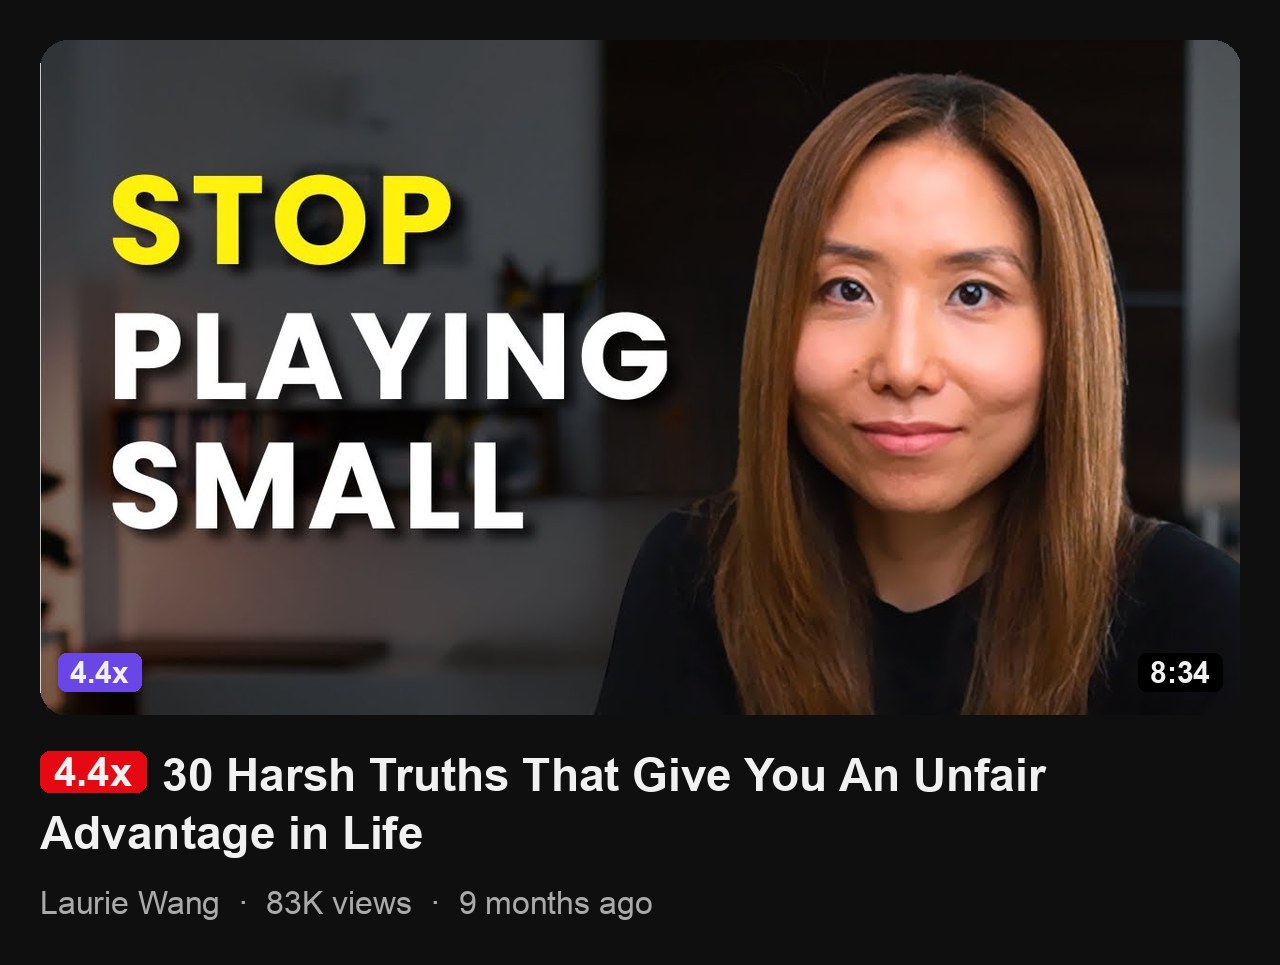 STOP
PLAYING
SMALL
4.4x
8:34
4.4x 30 Harsh Truths That Give You An Unfair
Advantage in Life
Laurie Wang · 83K views · 9 months ago